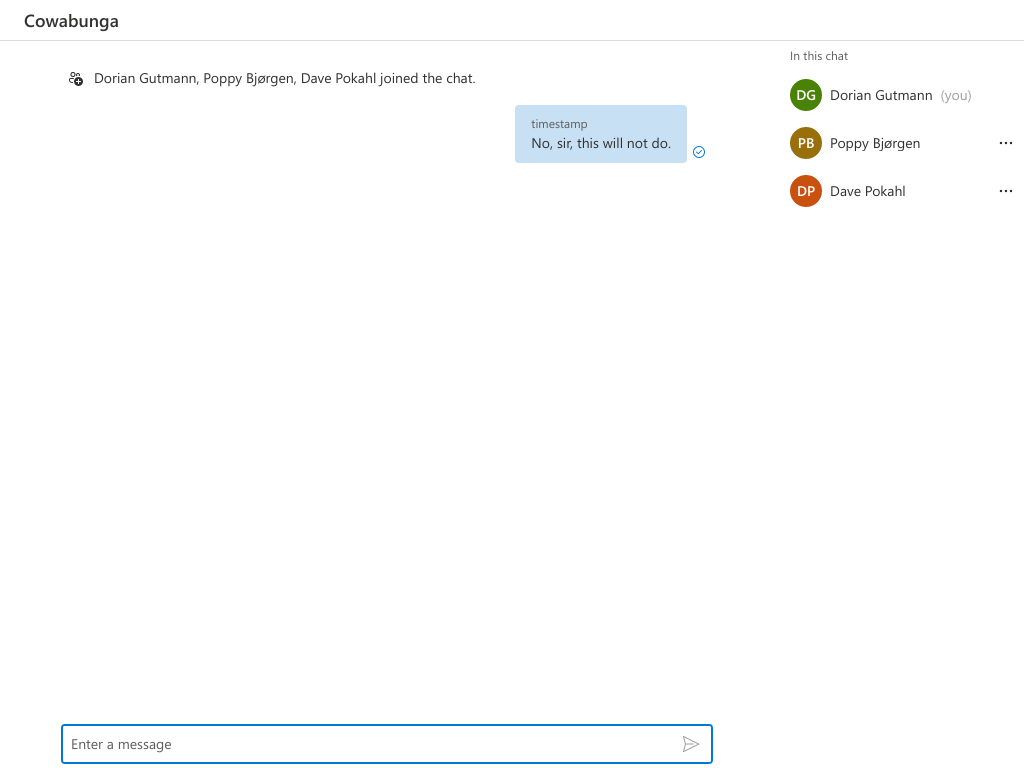 Cowabunga
Dorian Gutmann, Poppy Bjørgen, Dave Pokahl joined the chat.
timestamp
No, sir, this will not do.
In this chat
DG Dorian Gutmann (you)
PB Poppy Bjørgen
DP Dave Pokahl
Enter a message